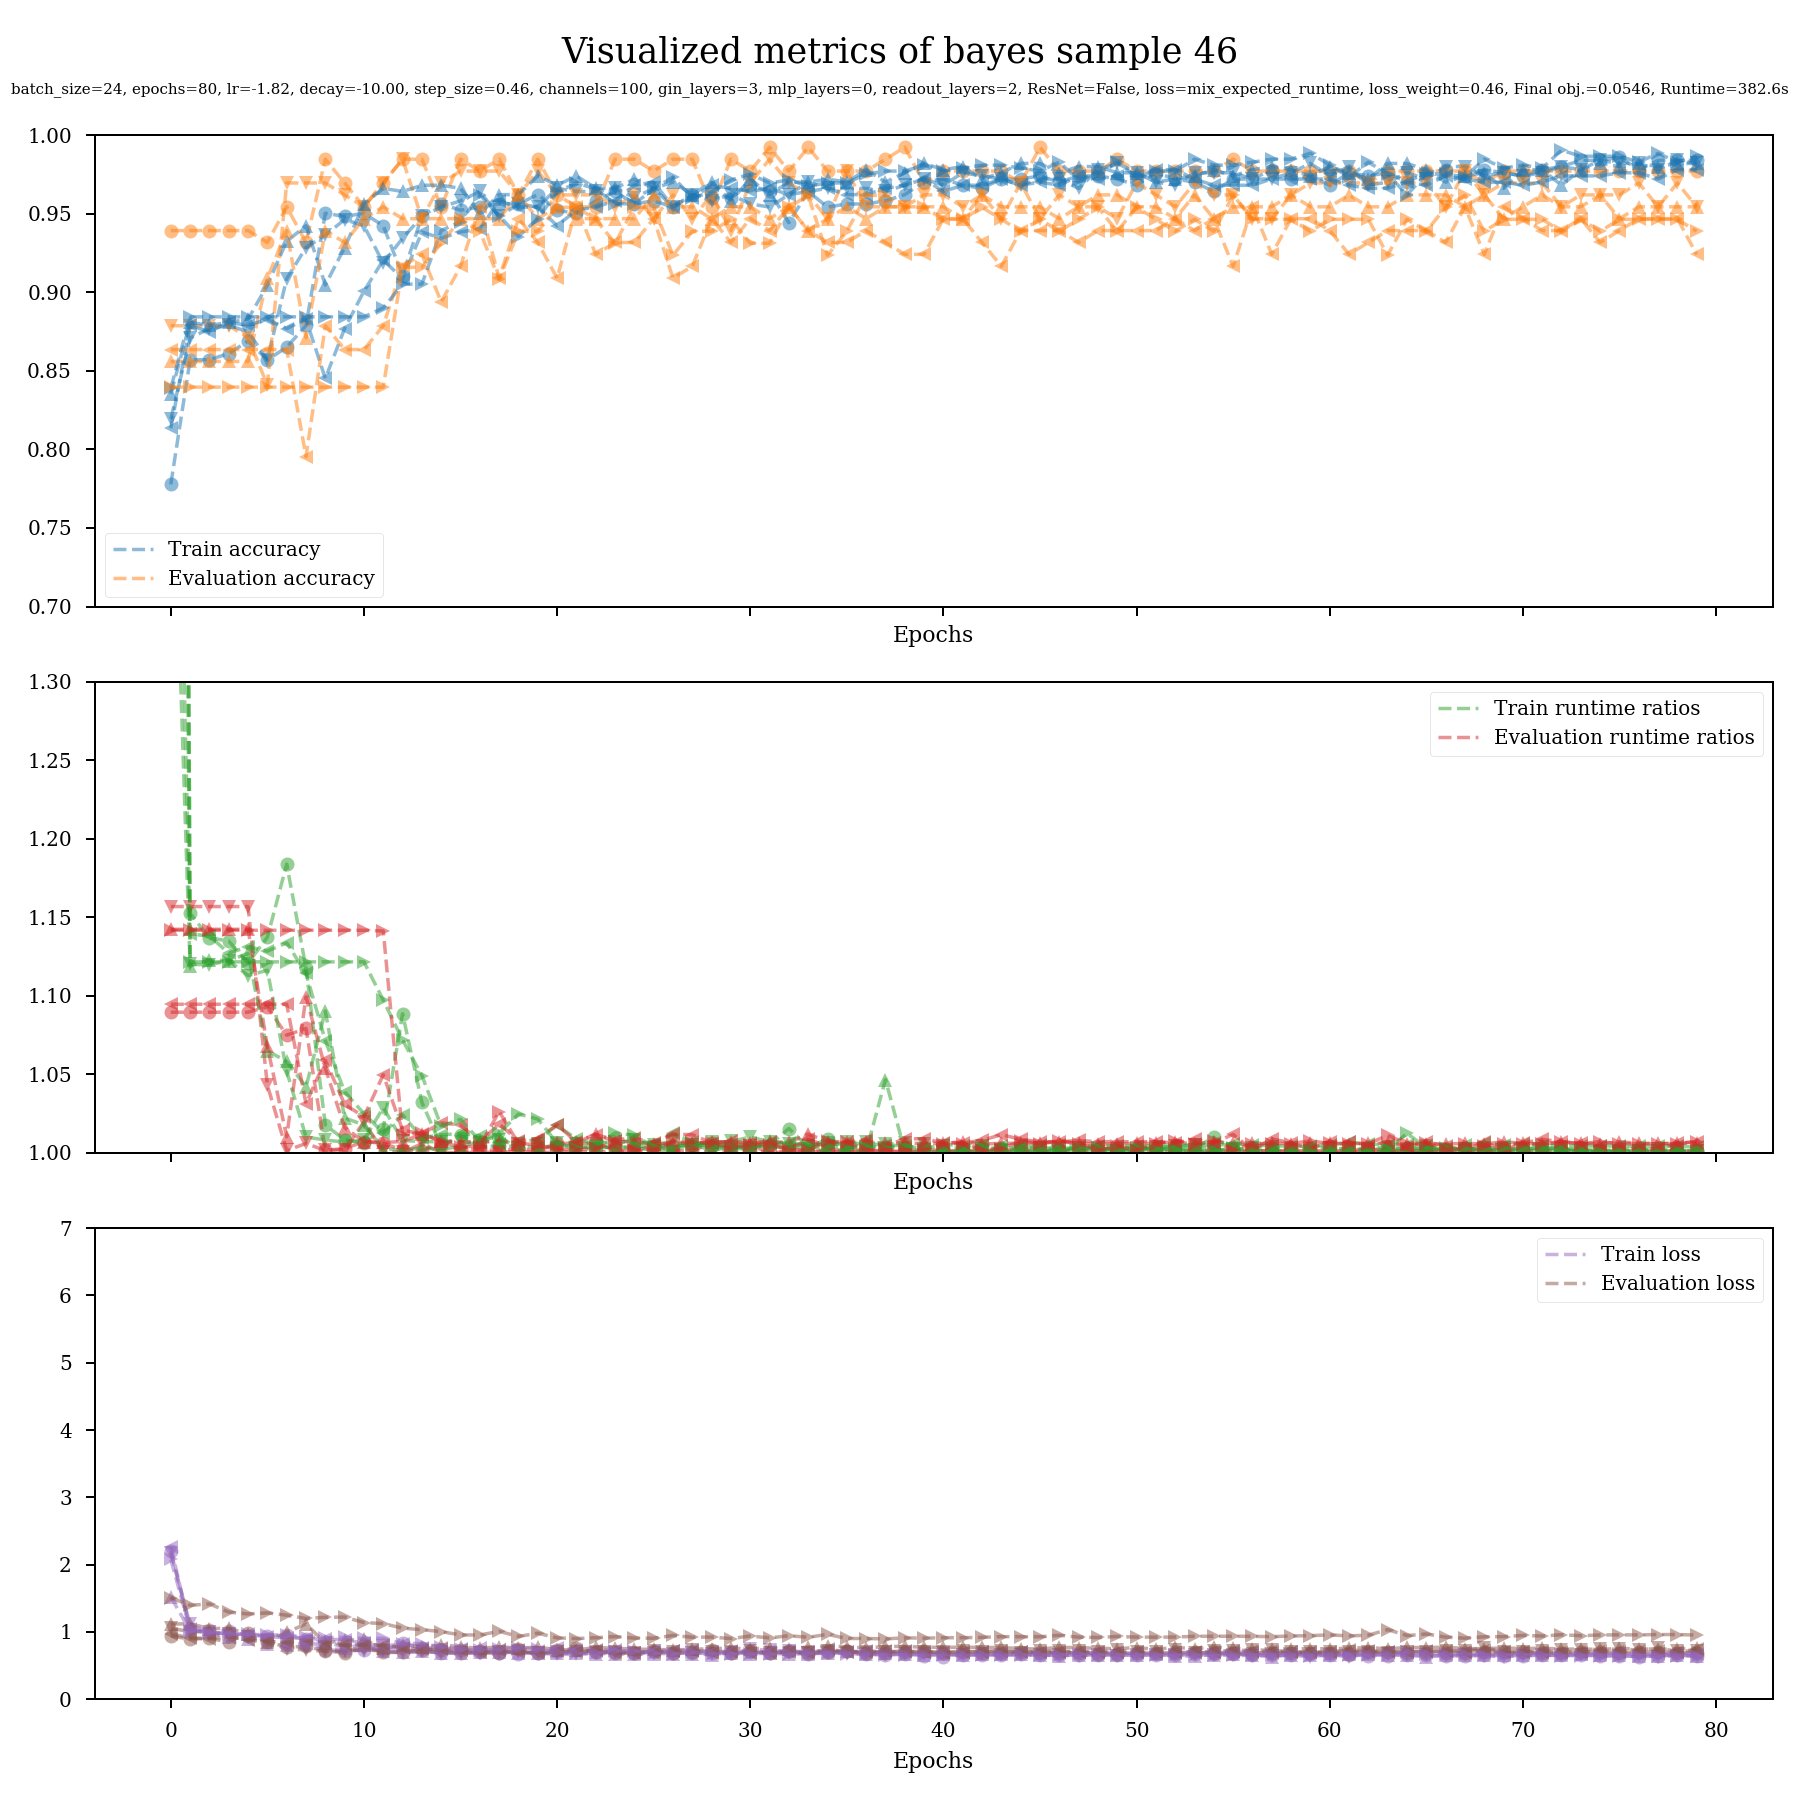 Visualized metrics of bayes sample 46
batch_size=24, epochs=80, lr=-1.82, decay=-10.00, step_size=0.46, channels=100, gin_layers=3, mlp_layers=0, readout_layers=2, ResNet=False, loss=mix_expected_runtime, loss_weight=0.46, Final obj.=0.0546, Runtime=382.6s
1.00
0.95
0.90
0.85
0.80
0.75
0.70
Train accuracy
Evaluation accuracy
Epochs
1.30
1.25
1.20
1.15
1.10
1.05
1.00
Train runtime ratios
Evaluation runtime ratios
Epochs
7
6
5
4
3
2
1
0
Train loss
Evaluation loss
0 10 20 30 40 50 60 70 80
Epochs